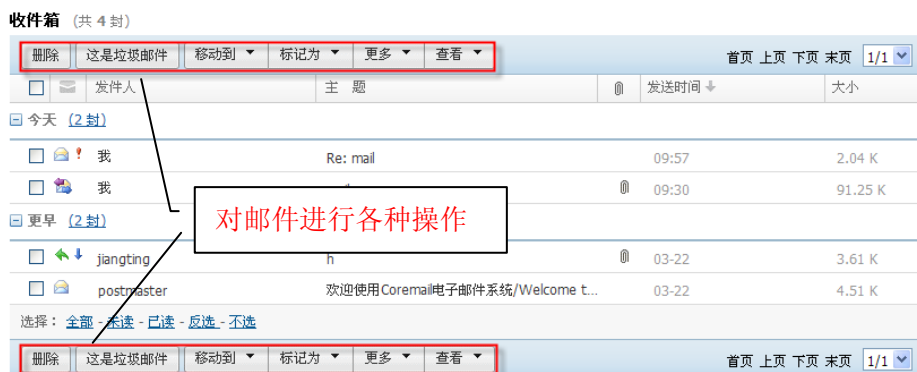 收件箱 (共 4 封)
删除 这是垃圾邮件 移动到 标记为 更多 查看 首页 上页 下页 末页 1/1
发件人 主 题 发送时间 大小
今天 (2 封)
我 Re: mail 09:57 2.04 K
我 09:30 91.25 K
对邮件进行各种操作
更早 (2 封)
jiangting h 03-22 3.61 K
postmaster 欢迎使用Coremail电子邮件系统/Welcome t... 03-22 4.51 K
选择： 全部 - 未读 - 已读 - 反选 - 不选
删除 这是垃圾邮件 移动到 标记为 更多 查看 首页 上页 下页 末页 1/1